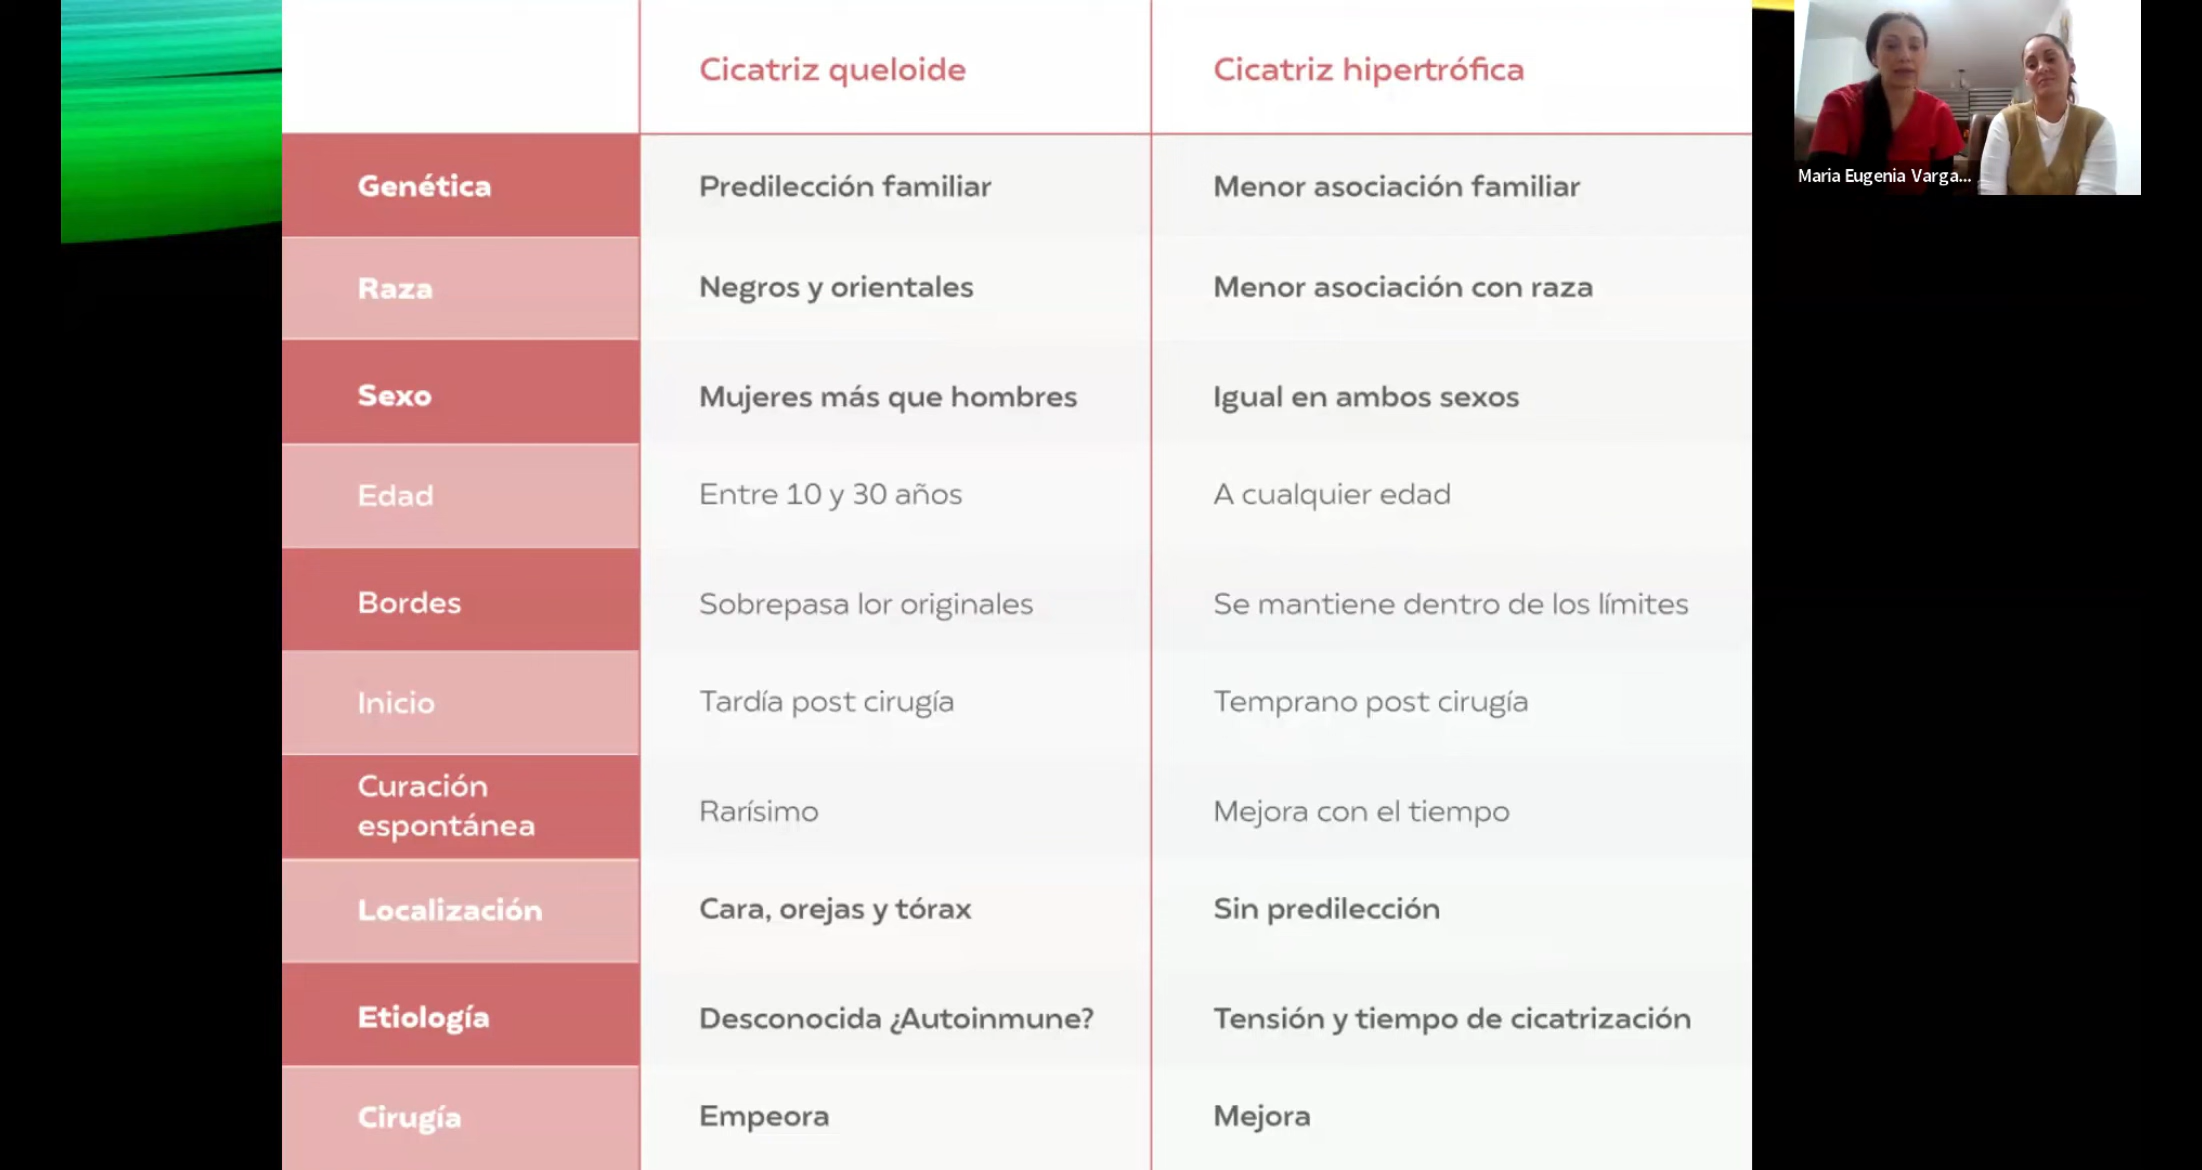 Cicatriz queloide Cicatriz hipertrófica
Genética Predilección familiar Menor asociación familiar
Raza Negros y orientales Menor asociación con raza
Sexo Mujeres más que hombres Igual en ambos sexos
Edad Entre 10 y 30 años A cualquier edad
Bordes Sobrepasa lor originales Se mantiene dentro de los límites
Inicio Tardía post cirugía Temprano post cirugía
Curación
espontánea Rarísimo Mejora con el tiempo
Localización Cara, orejas y tórax Sin predilección
Etiología Desconocida ¿Autoinmune? Tensión y tiempo de cicatrización
Cirugía Empeora Mejora
Maria Eugenia Varga...